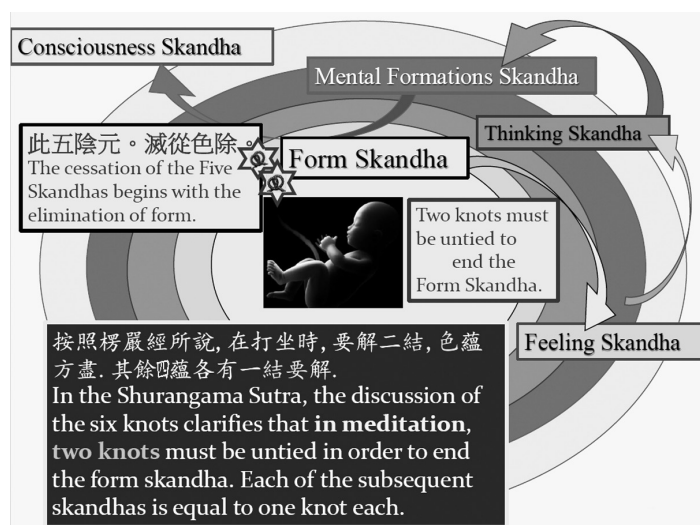 Consciousness Skandha
Mental Formations Skandha
Thinking Skandha
此五陰元。滅從色除。
The cessation of the Five
Skandhas begins with the
elimination of form.
Form Skandha
Two knots must
be untied to
end the
Form Skandha.
Feeling Skandha
按照楞嚴經所說, 在打坐時, 要解二結, 色蘊
方盡. 其餘四蘊各有一結要解.
In the Shurangama Sutra, the discussion of
the six knots clarifies that in meditation,
two knots must be untied in order to end
the form skandha. Each of the subsequent
skandhas is equal to one knot each.